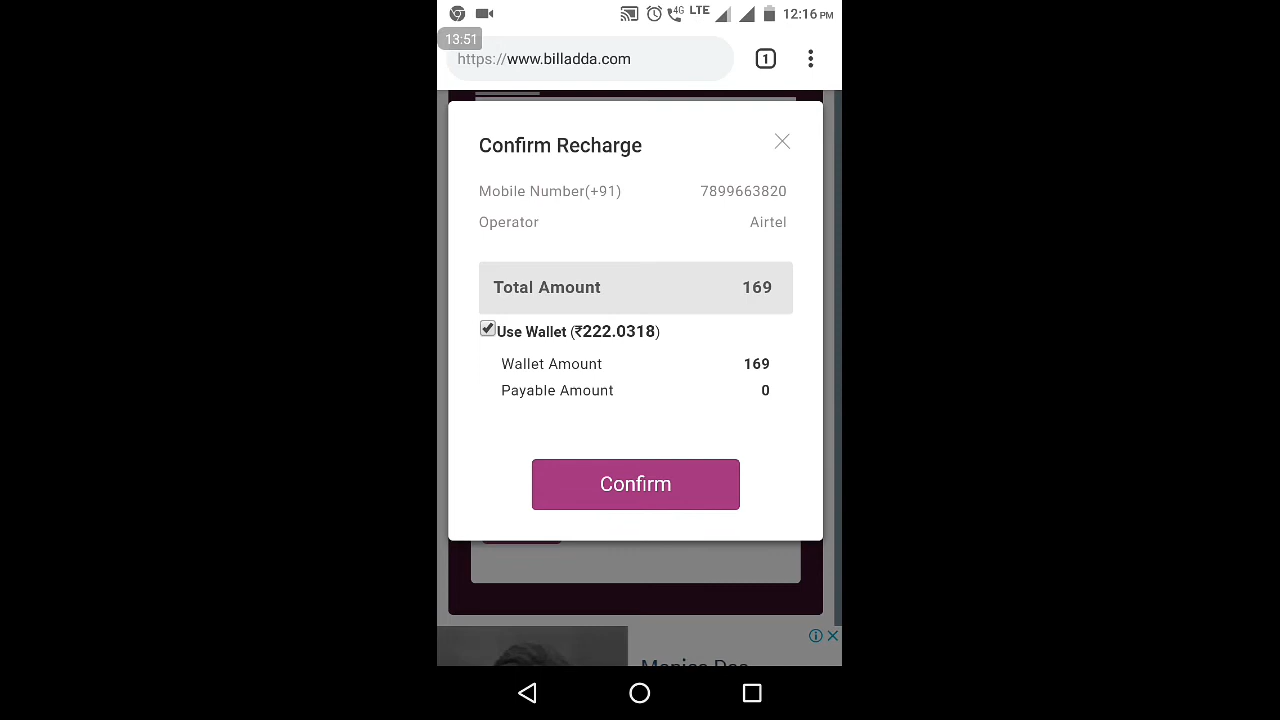 4G LTE 12:16 PM
13:51
https://www.billadda.com 1
Confirm Recharge
Mobile Number(+91) 7899663820
Operator Airtel
Total Amount 169
Use Wallet (₹222.0318)
Wallet Amount 169
Payable Amount 0
Confirm